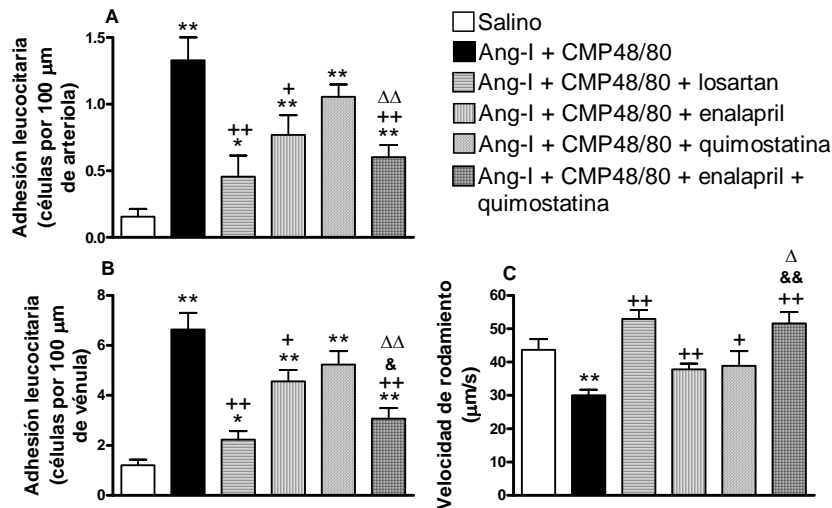 A
Adhesión leucocitaria
(células por 100 µm
de arteriola)
1.5
1.0
0.5
0.0
**
++
*
+
**
**
ΔΔ
++
**
Salino
Ang-I + CMP48/80
Ang-I + CMP48/80 + losartan
Ang-I + CMP48/80 + enalapril
Ang-I + CMP48/80 + quimostatina
Ang-I + CMP48/80 + enalapril +
quimostatina
B
Adhesión leucocitaria
(células por 100 µm
de vénula)
8
6
4
2
0
**
++
*
+
**
**
ΔΔ
&
++
**
C
Velocidad de rodamiento
(µm/s)
60
50
40
30
20
10
0
**
++
++
+
Δ
&&
++